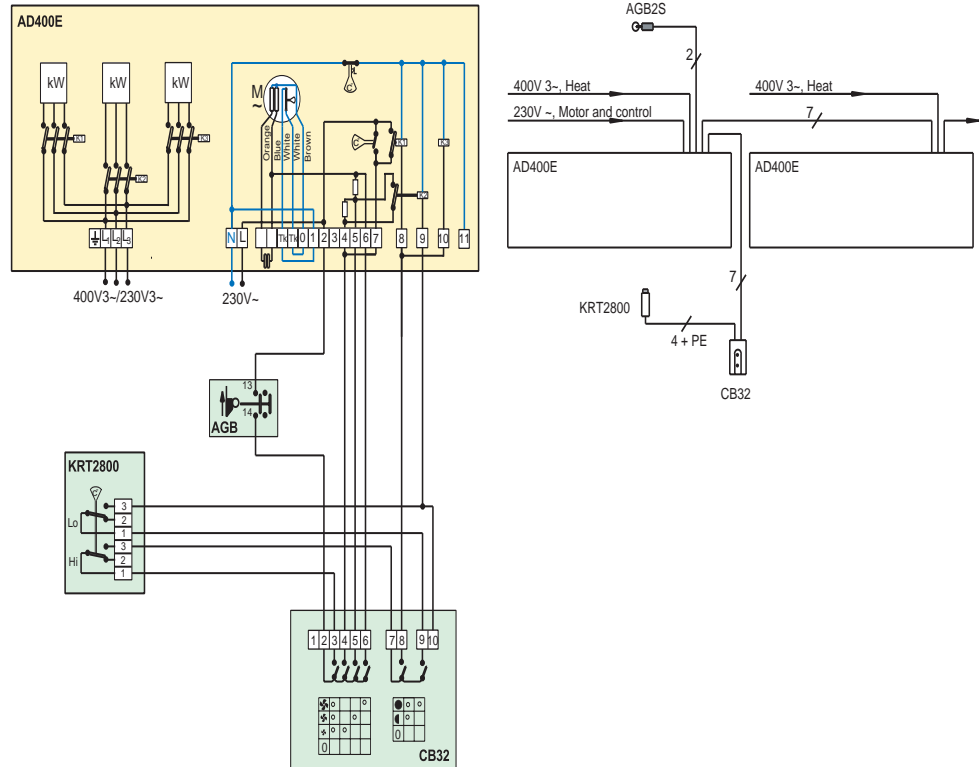 AD400E
kW kW kW
K1 K3
K2
M
~
Orange
Blue
White
White
Brown
K1 K3
K2
L1 L2 L3
N L Tk Tk 0 1 2 3 4 5 6 7 8 9 10 11
400V3~/230V3~
230V~
13
14
AGB
KRT2800
Lo
3
2
1
Hi
3
2
1
1 2 3 4 5 6 7 8 9 10
0
0
CB32
AGB2S
2
400V 3~, Heat
230V ~, Motor and control
AD400E
400V 3~, Heat
7
AD400E
7
KRT2800
4 + PE
CB32